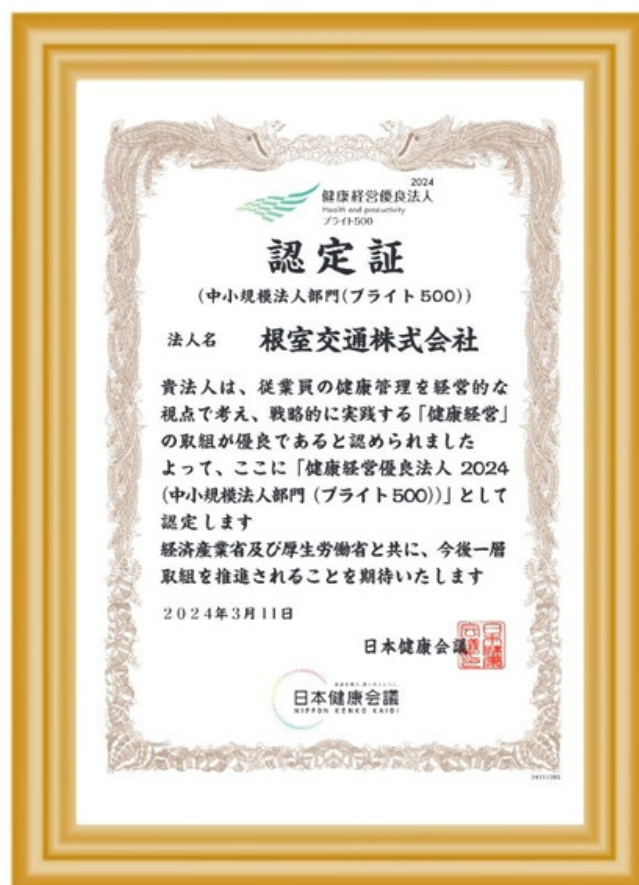 2024
健康経営優良法人
Health and productivity
ブライト500
認定証
(中小規模法人部門(ブライト500))
法人名 根室交通株式会社
貴法人は、従業員の健康管理を経営的な
視点で考え、戦略的に実践する「健康経営」
の取組が優良であると認められました
よって、ここに「健康経営優良法人 2024
(中小規模法人部門(ブライト500))」として
認定します
経済産業省及び厚生労働省と共に、今後一層
取組を推進されることを期待いたします
2024年3月11日
日本健康会議
日本健康会議
NIPPON KENKO KAIGI